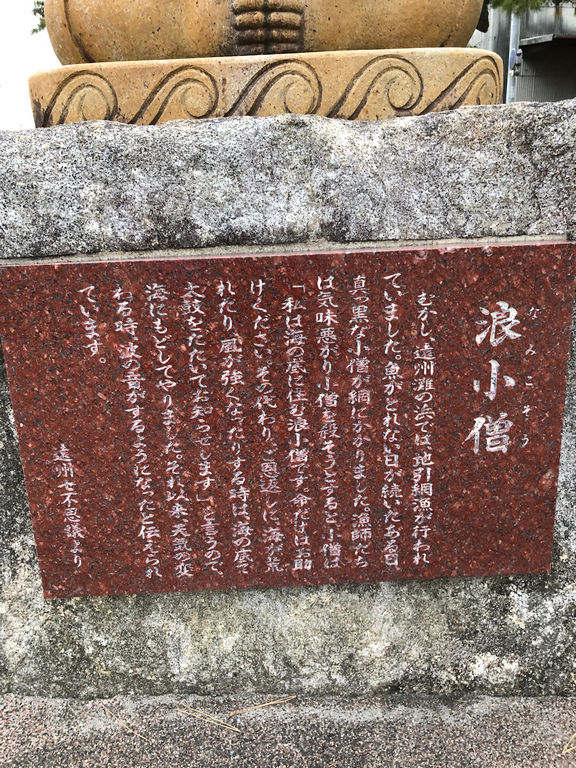 なみこぞう
浪小僧
むかし、遠州灘の浜では、地引網漁が行われ
ていました。魚がとれない日が続いたある日、
真っ黒な小僧が網にかかりました。漁師たち
は気味悪がり小僧を殺そうとすると小僧は
「私は海の底に住む浪小僧です。命だけはお助
けください。その代わり、ご恩返しに、海が荒
れたり、風が強くなったりする時は、海の底で
太鼓をたたいてお知らせします」と言うので、
海にもどしてやりました。それ以来、天気の変
わる時、波の音がするようになったと伝えられ
ています。
遠州七不思議より